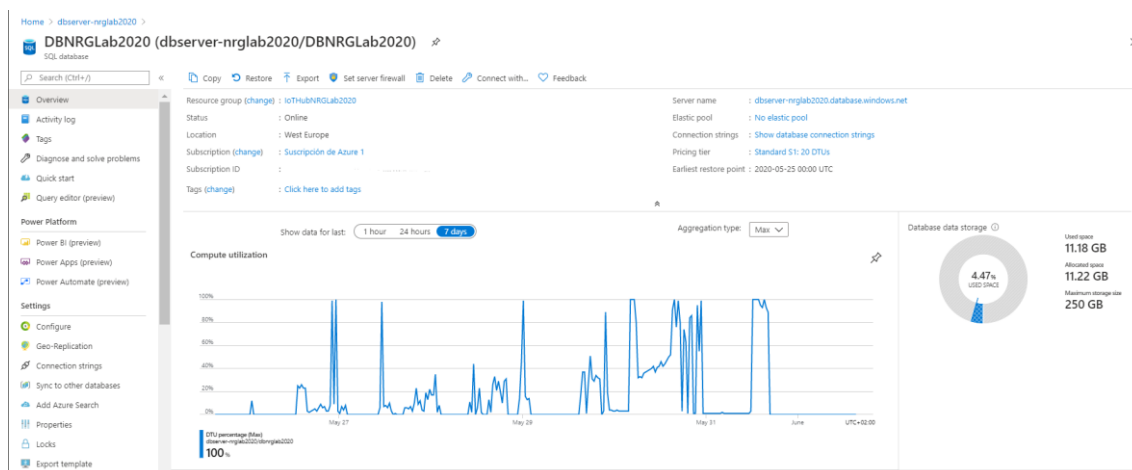 Home > dbserver-nrglab2020 >
DBNRGLab2020 (dbserver-nrglab2020/DBNRGLab2020)
SQL
SQL database
Search (Ctrl+/)
«
Overview
Activity log
Tags
Diagnose and solve problems
Quick start
Query editor (preview)
Power Platform
Power BI (preview)
Power Apps (preview)
Power Automate (preview)
Settings
Configure
Geo-Replication
Connection strings
Sync to other databases
Add Azure Search
Properties
Locks
Export template
Copy Restore Export Set server firewall Delete Connect with... Feedback
Resource group (change) : IoTHubNRGLab2020
Status : Online
Location : West Europe
Subscription (change) : Suscripción de Azure 1
Subscription ID :
Tags (change) : Click here to add tags
Server name : dbserver-nrglab2020.database.windows.net
Elastic pool : No elastic pool
Connection strings : Show database connection strings
Pricing tier : Standard S1: 20 DTUs
Earliest restore point : 2020-05-25 00:00 UTC
Show data for last: 1 hour 24 hours 7 days
Aggregation type: Max
Compute utilization
100%
80%
60%
40%
20%
0%
May 27 May 29 May 31 June UTC+02:00
DTU percentage (Max)
dbserver-nrglab2020/dbnrglab2020
100%
Database data storage
4.47%
USED SPACE
Used space
11.18 GB
Allocated space
11.22 GB
Maximum storage size
250 GB